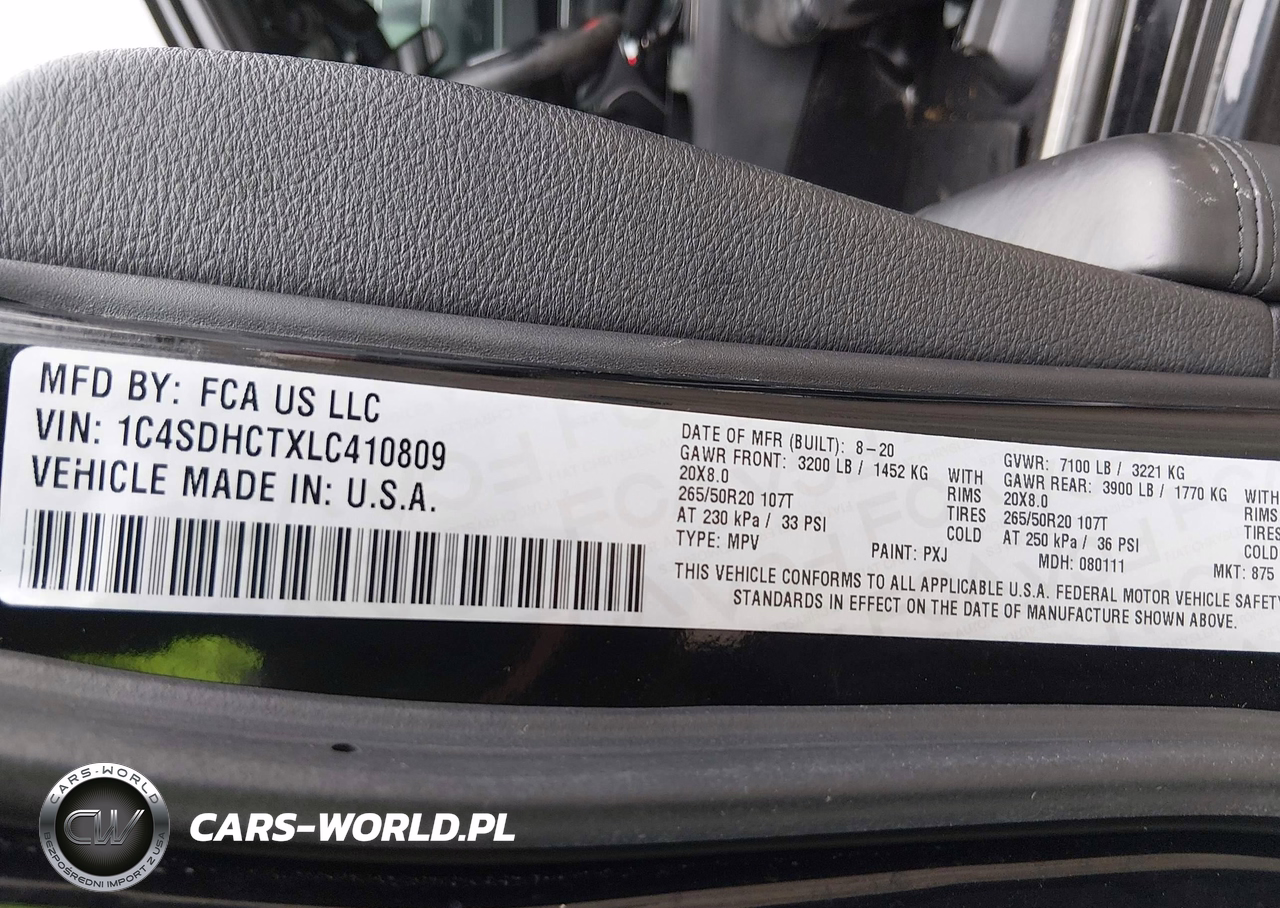 MFD BY: FCA US LLC
VIN: 1C4SDHCTXLC410809
VEHICLE MADE IN: U.S.A.
DATE OF MFR (BUILT): 8-20
GAWR FRONT: 3200 LB / 1452 KG WITH
20X8.0 RIMS
265/50R20 107T TIRES
AT 230 kPa / 33 PSI COLD
TYPE: MPV PAINT: PXJ
GVWR: 7100 LB / 3221 KG
GAWR REAR: 3900 LB / 1770 KG WITH
20X8.0 RIMS
265/50R20 107T TIRES
AT 250 kPa / 36 PSI COLD
MDH: 080111 MKT: 875
THIS VEHICLE CONFORMS TO ALL APPLICABLE U.S.A. FEDERAL MOTOR VEHICLE SAFETY
STANDARDS IN EFFECT ON THE DATE OF MANUFACTURE SHOWN ABOVE.
CARS-WORLD
CW
BEZPOŚREDNI IMPORT Z USA
CARS-WORLD.PL